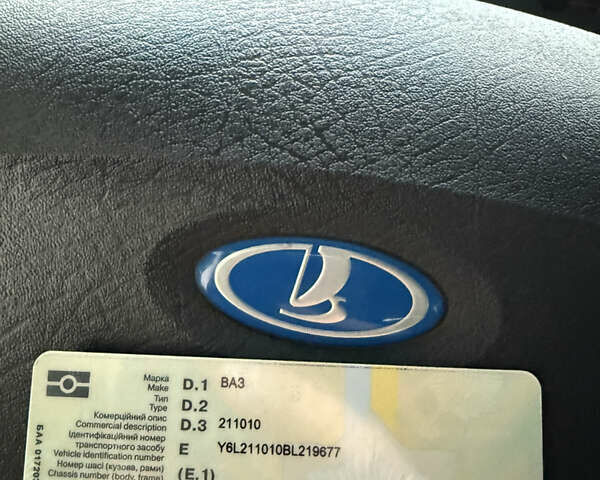 Марка
Make D.1 ВАЗ
Тип
Type D.2
Комерційний опис
Commercial description D.3 211010
Ідентифікаційний номер
транспортного засобу
Vehicle identification number E Y6L211010BL219677
Номер шасі (кузова, рами)
Chassis number (body, frame) (E.1)